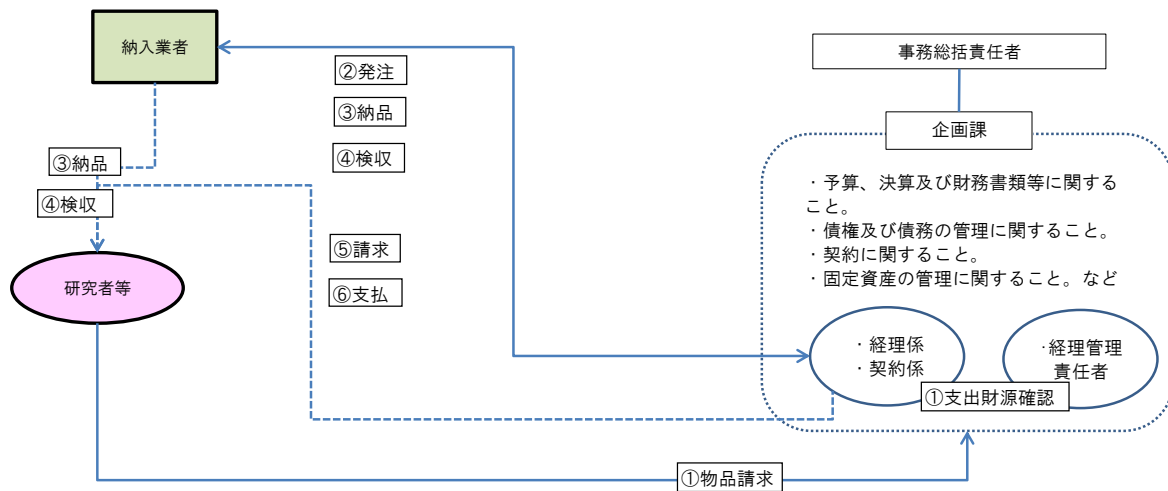 納入業者
②発注
③納品
④検収
③納品
④検収
研究者等
⑤請求
⑥支払
事務総括責任者
企画課
・予算、決算及び財務書類等に関する
こと。
・債権及び債務の管理に関すること。
・契約に関すること。
・固定資産の管理に関すること。など
・経理係
・契約係
・経理管理
責任者
①支出財源確認
①物品請求